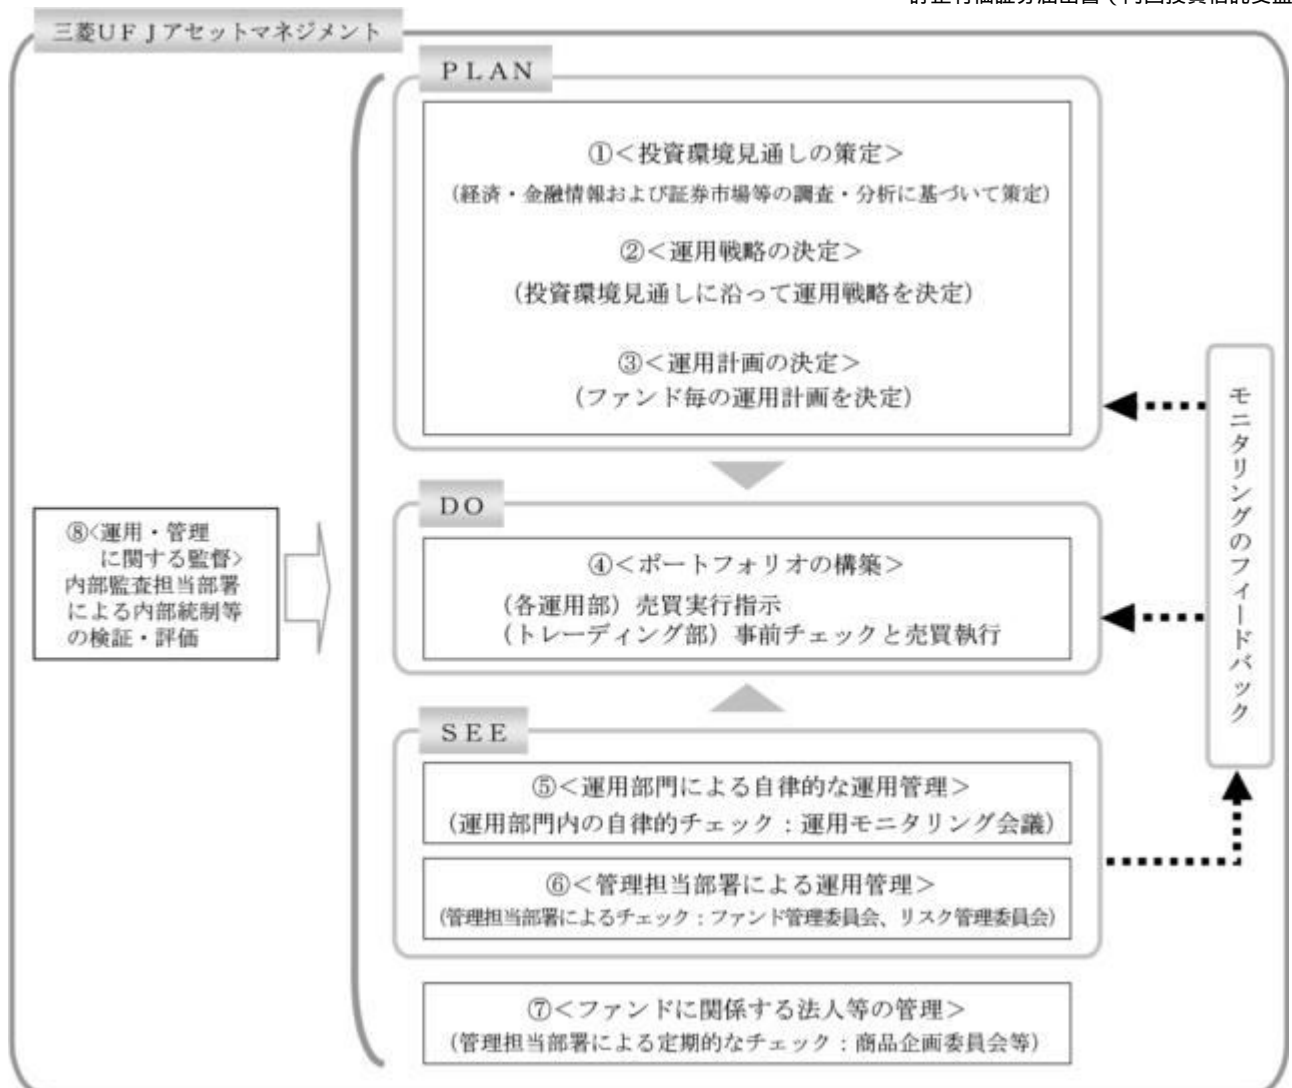 三菱UFJアセットマネジメント
PLAN
①＜投資環境見通しの策定＞
（経済・金融情報および証券市場等の調査・分析に基づいて策定）
②＜運用戦略の決定＞
（投資環境見通しに沿って運用戦略を決定）
③＜運用計画の決定＞
（ファンド毎の運用計画を決定）
DO
④＜ポートフォリオの構築＞
（各運用部）売買実行指示
（トレーディング部）事前チェックと売買執行
SEE
⑤＜運用部門による自律的な運用管理＞
（運用部門内の自律的チェック：運用モニタリング会議）
⑥＜管理担当部署による運用管理＞
（管理担当部署によるチェック：ファンド管理委員会、リスク管理委員会）
⑦＜ファンドに関係する法人等の管理＞
（管理担当部署による定期的なチェック：商品企画委員会等）
⑧＜運用・管理
に関する監督＞
内部監査担当部署
による内部統制等
の検証・評価
モニタリングのフィードバック